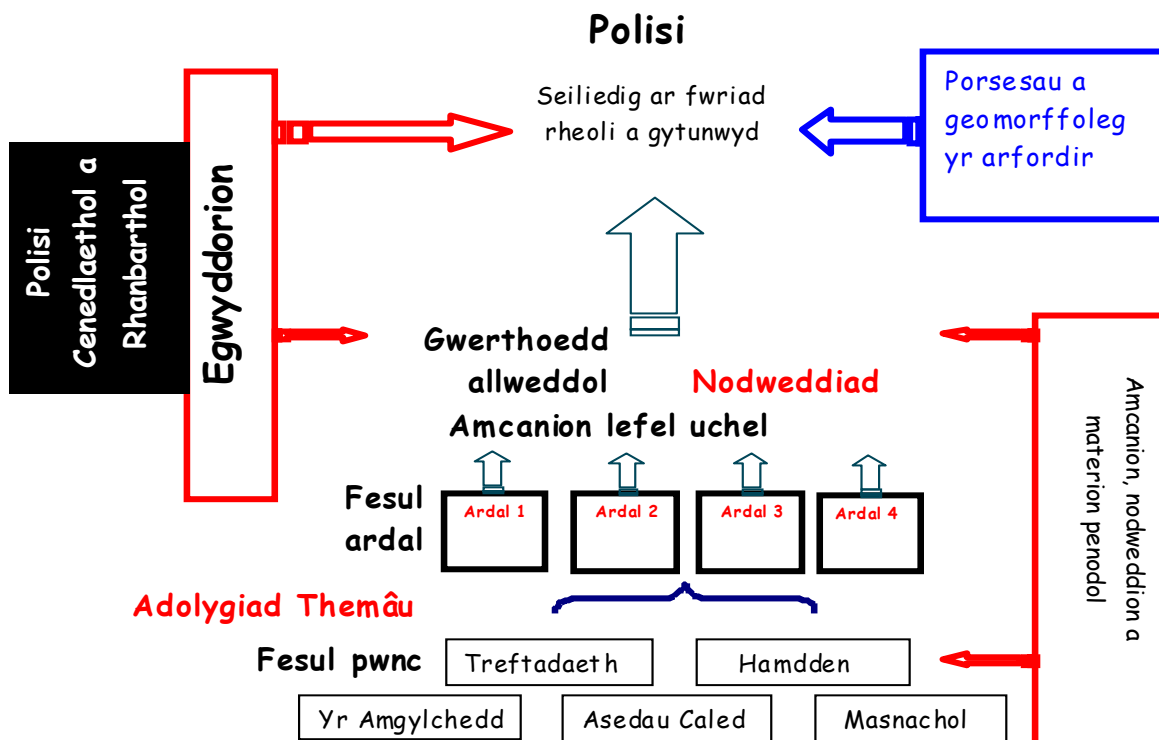 Polisi
Seiliedig ar fwriad
rheoli a gytunwyd
Porsesau a
geomorffoleg
yr arfordir
Polisi
Cenedlaethol a
Rhanbarthol
Egwyddorion
Gwerthoedd
allweddol
Nodweddiad
Amcanion lefel uchel
Fesul
ardal
Ardal 1
Ardal 2
Ardal 3
Ardal 4
Amcanion, nodweddion a
materion penodol
Adolygiad Themâu
Fesul pwnc
Treftadaeth
Hamdden
Yr Amgylchedd
Asedau Caled
Masnachol